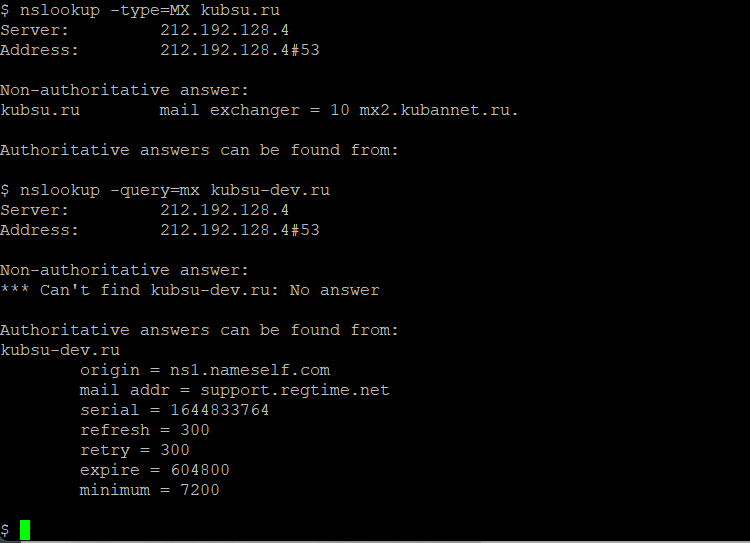 $ nslookup -type=MX kubsu.ru
Server:         212.192.128.4
Address:        212.192.128.4#53
Non-authoritative answer:
kubsu.ru        mail exchanger = 10 mx2.kubannet.ru.
Authoritative answers can be found from:
$ nslookup -query=mx kubsu-dev.ru
Server:         212.192.128.4
Address:        212.192.128.4#53
Non-authoritative answer:
*** Can't find kubsu-dev.ru: No answer
Authoritative answers can be found from:
kubsu-dev.ru
        origin = ns1.nameself.com
        mail addr = support.regtime.net
        serial = 1644833764
        refresh = 300
        retry = 300
        expire = 604800
        minimum = 7200
$